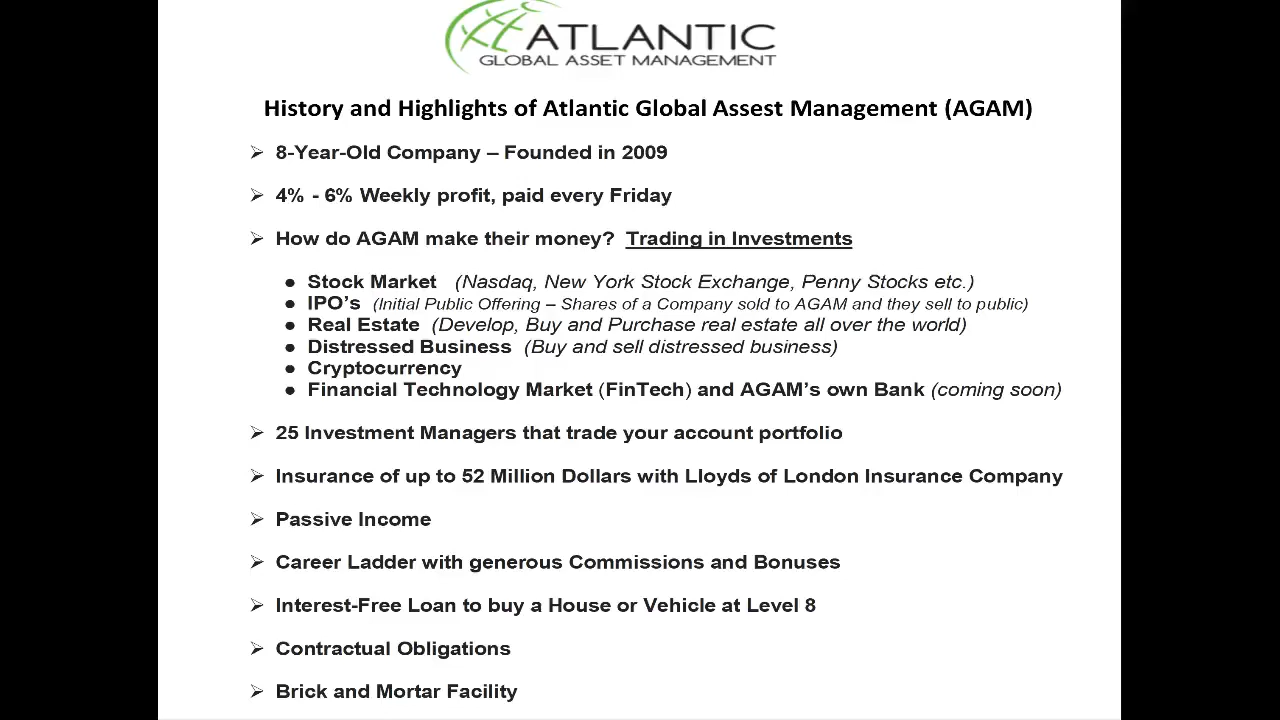 ATLANTIC
GLOBAL ASSET MANAGEMENT
History and Highlights of Atlantic Global Assest Management (AGAM)
➢ 8-Year-Old Company – Founded in 2009
➢ 4% - 6% Weekly profit, paid every Friday
➢ How do AGAM make their money? Trading in Investments
● Stock Market (Nasdaq, New York Stock Exchange, Penny Stocks etc.)
● IPO's (Initial Public Offering – Shares of a Company sold to AGAM and they sell to public)
● Real Estate (Develop, Buy and Purchase real estate all over the world)
● Distressed Business (Buy and sell distressed business)
● Cryptocurrency
● Financial Technology Market (FinTech) and AGAM's own Bank (coming soon)
➢ 25 Investment Managers that trade your account portfolio
➢ Insurance of up to 52 Million Dollars with Lloyds of London Insurance Company
➢ Passive Income
➢ Career Ladder with generous Commissions and Bonuses
➢ Interest-Free Loan to buy a House or Vehicle at Level 8
➢ Contractual Obligations
➢ Brick and Mortar Facility